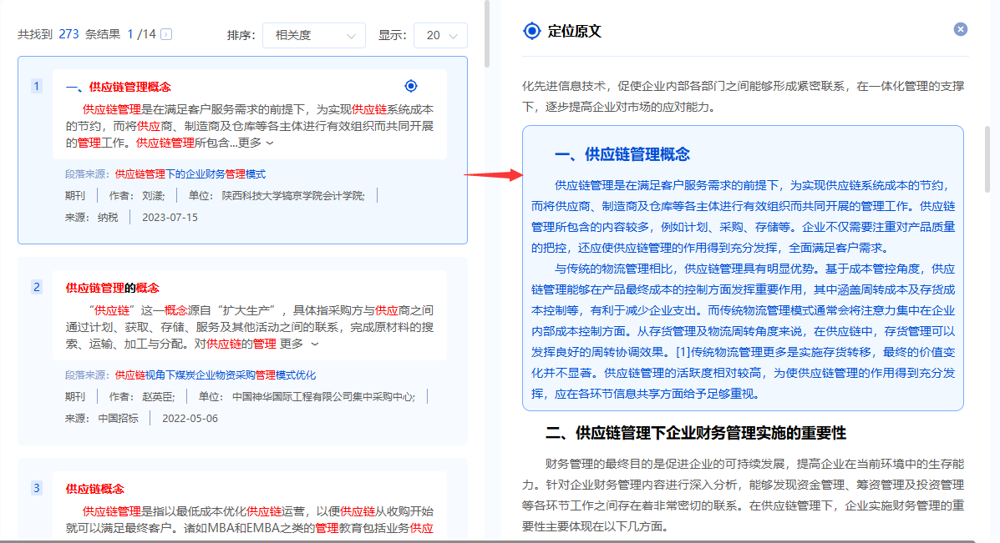 共找到 273 条结果 1 /14
排序： 相关度 显示： 20
1
一、供应链管理概念
供应链管理是在满足客户服务需求的前提下，为实现供应链系统成本
的节约，而将供应商、制造商及仓库等各主体进行有效组织而共同开展
的管理工作。供应链管理所包含...更多
段落来源：供应链管理下的企业财务管理模式
期刊 作者： 刘漾; 单位： 陕西科技大学镐京学院会计学院;
来源： 纳税 2023-07-15
2
供应链管理的概念
“供应链”这一概念源自“扩大生产”，具体指采购方与供应商之间
通过计划、获取、存储、服务及其他活动之间的联系，完成原材料的搜
索、运输、加工与分配。对供应链的管理 更多
段落来源：供应链视角下煤炭企业物资采购管理模式优化
期刊 作者： 赵英臣; 单位： 中国神华国际工程有限公司集中采购中心;
来源： 中国招标 2022-05-06
3
供应链概念
供应链管理是指以最低成本优化供应链运营，以便供应链从收购开始
就可以满足最终客户。诸如MBA和EMBA之类的管理教育包括业务供应
定位原文
化先进信息技术，促使企业内部各部门之间能够形成紧密联系，在一体化管理的支撑
下，逐步提高企业对市场的应对能力。
一、供应链管理概念
供应链管理是在满足客户服务需求的前提下，为实现供应链系统成本的节约，
而将供应商、制造商及仓库等各主体进行有效组织而共同开展的管理工作。供应链
管理所包含的内容较多，例如计划、采购、存储等。企业不仅需要注重对产品质量
的把控，还应使供应链管理的作用得到充分发挥，全面满足客户需求。
与传统的物流管理相比，供应链管理具有明显优势。基于成本管控角度，供应
链管理能够在产品最终成本的控制方面发挥重要作用，其中涵盖周转成本及存货成
本控制等，有利于减少企业支出。而传统物流管理模式通常会将注意力集中在企业
内部成本控制方面。从存货管理及物流周转角度来说，在供应链中，存货管理可以
发挥良好的周转协调效果。[1]传统物流管理更多是实施存货转移，最终的价值变
化并不显著。供应链管理的活跃度相对较高，为使供应链管理的作用得到充分发
挥，应在各环节信息共享方面给予足够重视。
二、供应链管理下企业财务管理实施的重要性
财务管理的最终目的是促进企业的可持续发展，提高企业在当前环境中的生存能
力。针对企业财务管理内容进行深入分析，能够发现资金管理、筹资管理及投资管理
等各环节工作之间存在着非常密切的联系。在供应链管理下，企业实施财务管理的重
要性主要体现在以下几方面。